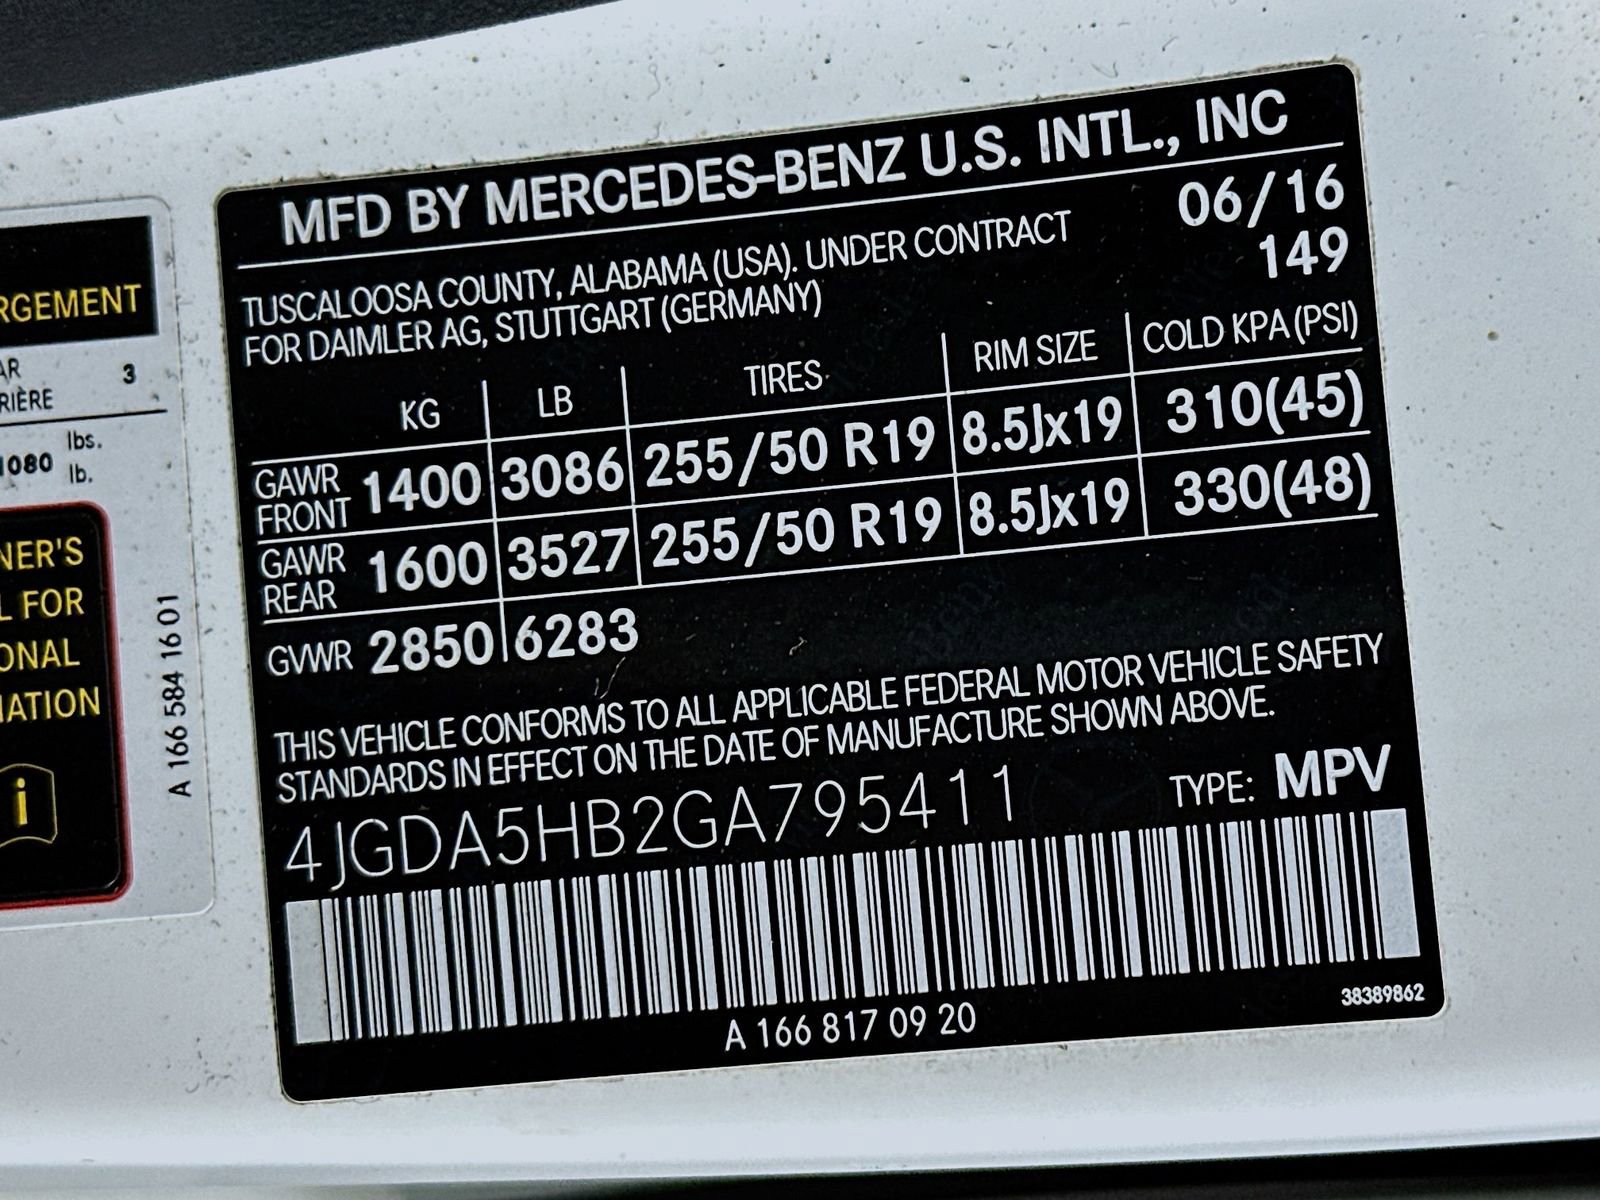 MFD BY MERCEDES-BENZ U.S. INTL., INC
06/16
149
TUSCALOOSA COUNTY, ALABAMA (USA). UNDER CONTRACT
FOR DAIMLER AG, STUTTGART (GERMANY)
KG LB TIRES RIM SIZE COLD KPA (PSI)
GAWR FRONT 1400 3086 255/50 R19 8.5Jx19 310(45)
GAWR REAR 1600 3527 255/50 R19 8.5Jx19 330(48)
GVWR 2850 6283
THIS VEHICLE CONFORMS TO ALL APPLICABLE FEDERAL MOTOR VEHICLE SAFETY
STANDARDS IN EFFECT ON THE DATE OF MANUFACTURE SHOWN ABOVE.
4JGDA5HB2GA795411 TYPE: MPV
38389862
A 166 817 09 20
3
1080 lbs.
lb.
L FOR
i
A 166 584 16 01